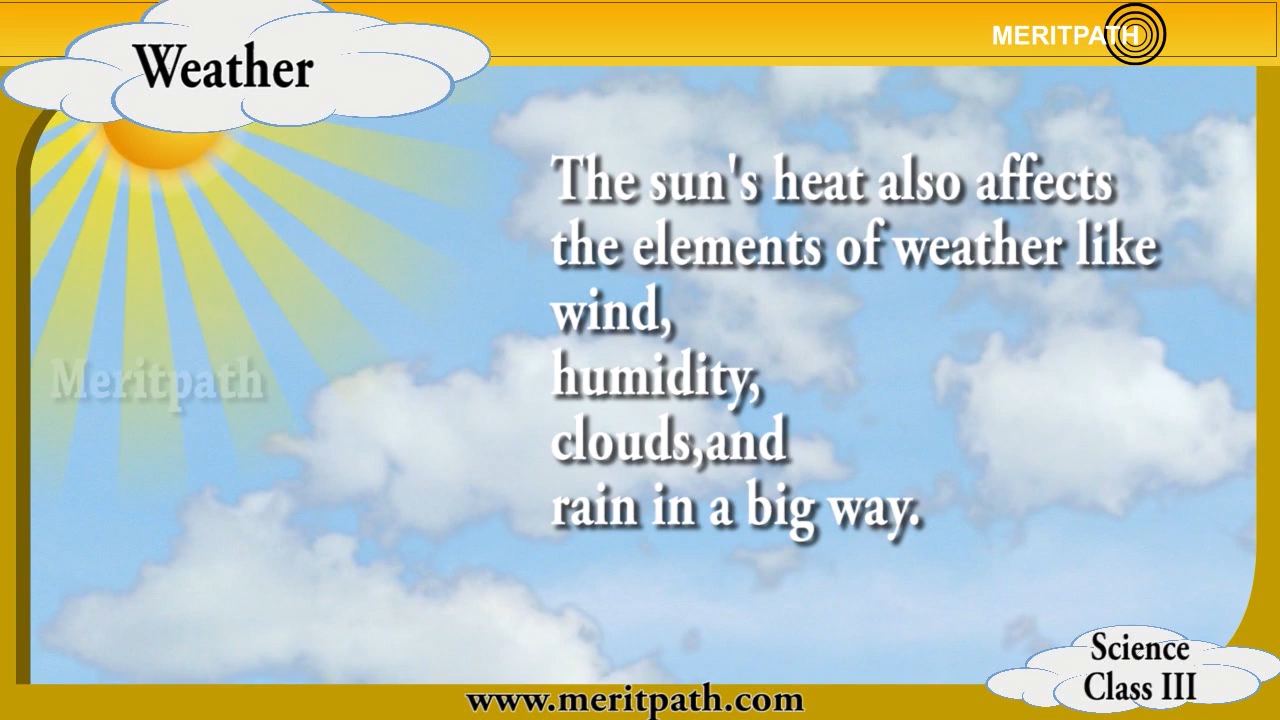 Weather
MERITPATH
The sun's heat also affects
the elements of weather like
wind,
humidity,
clouds,and
rain in a big way.
Meritpath
Science
Class III
www.meritpath.com